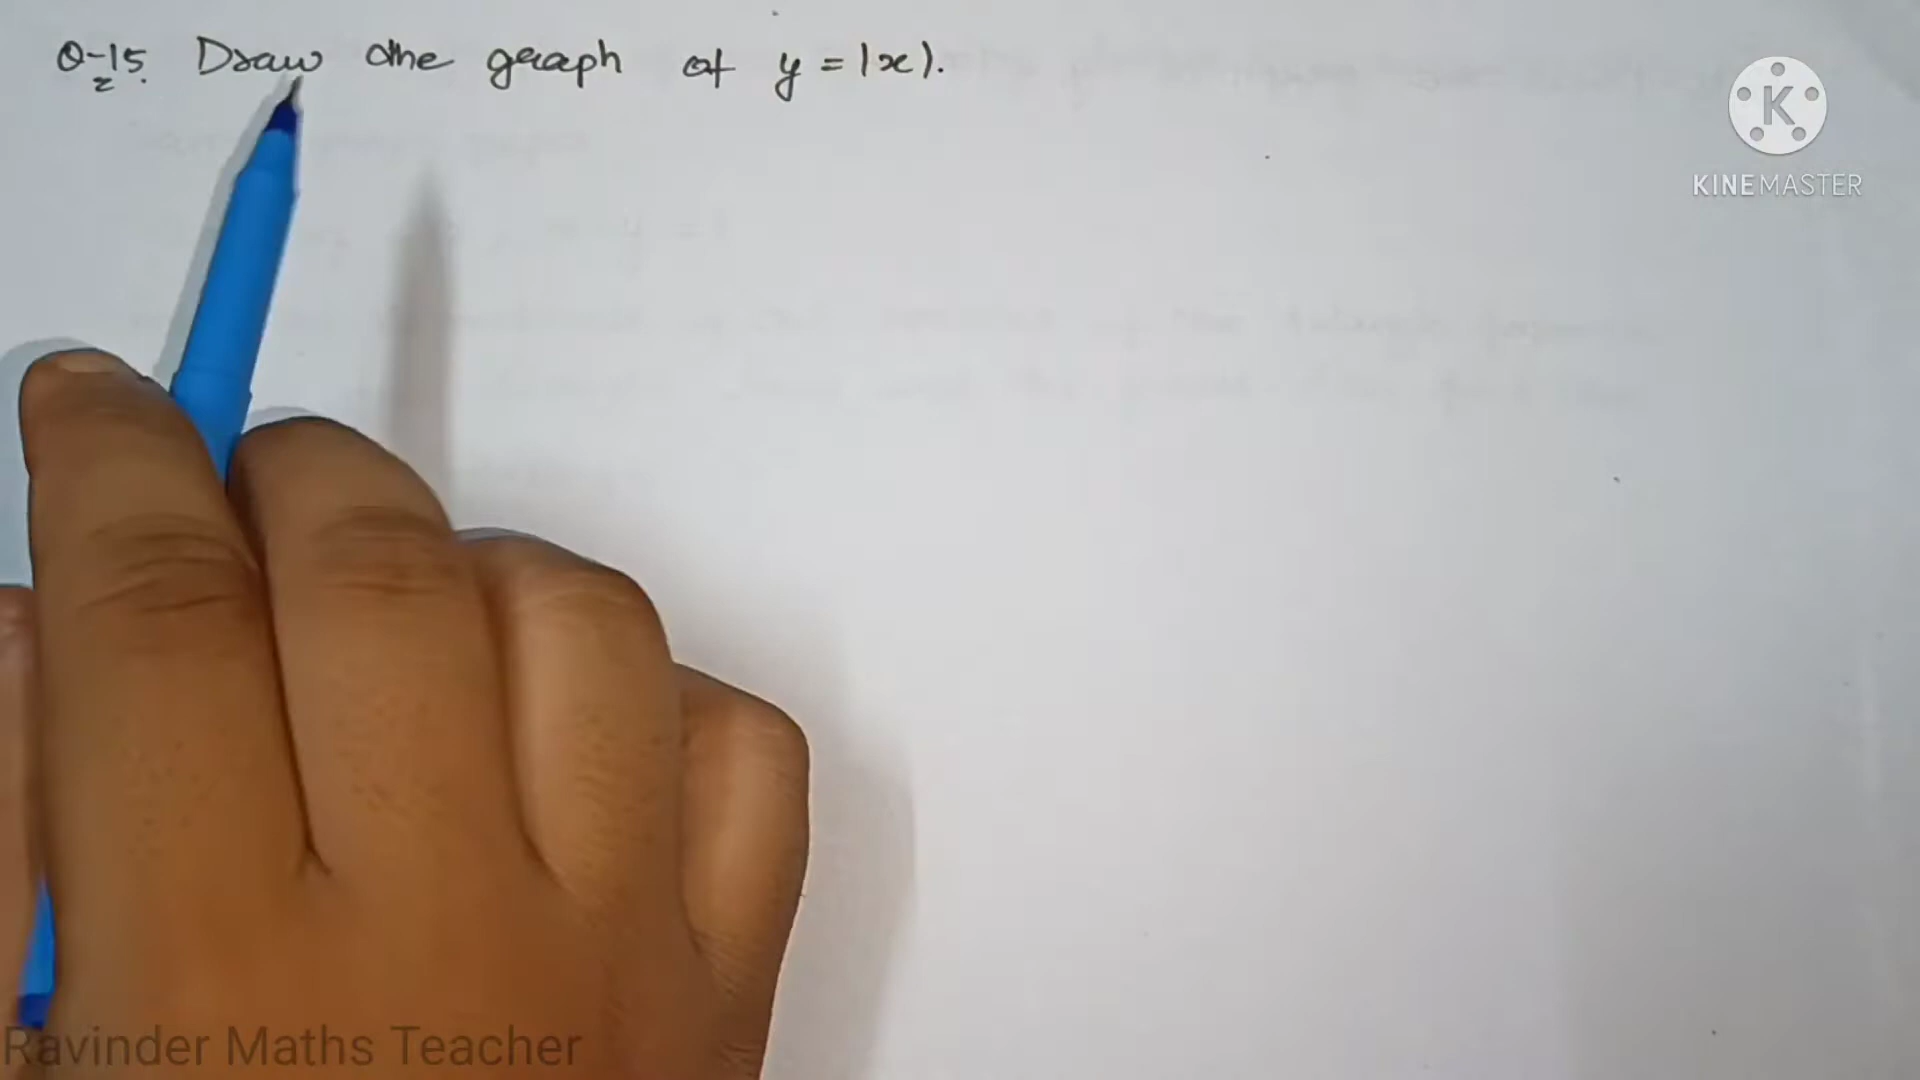 Q-15. Draw the graph of y = |x|.
KINEMASTER
Ravinder Maths Teacher